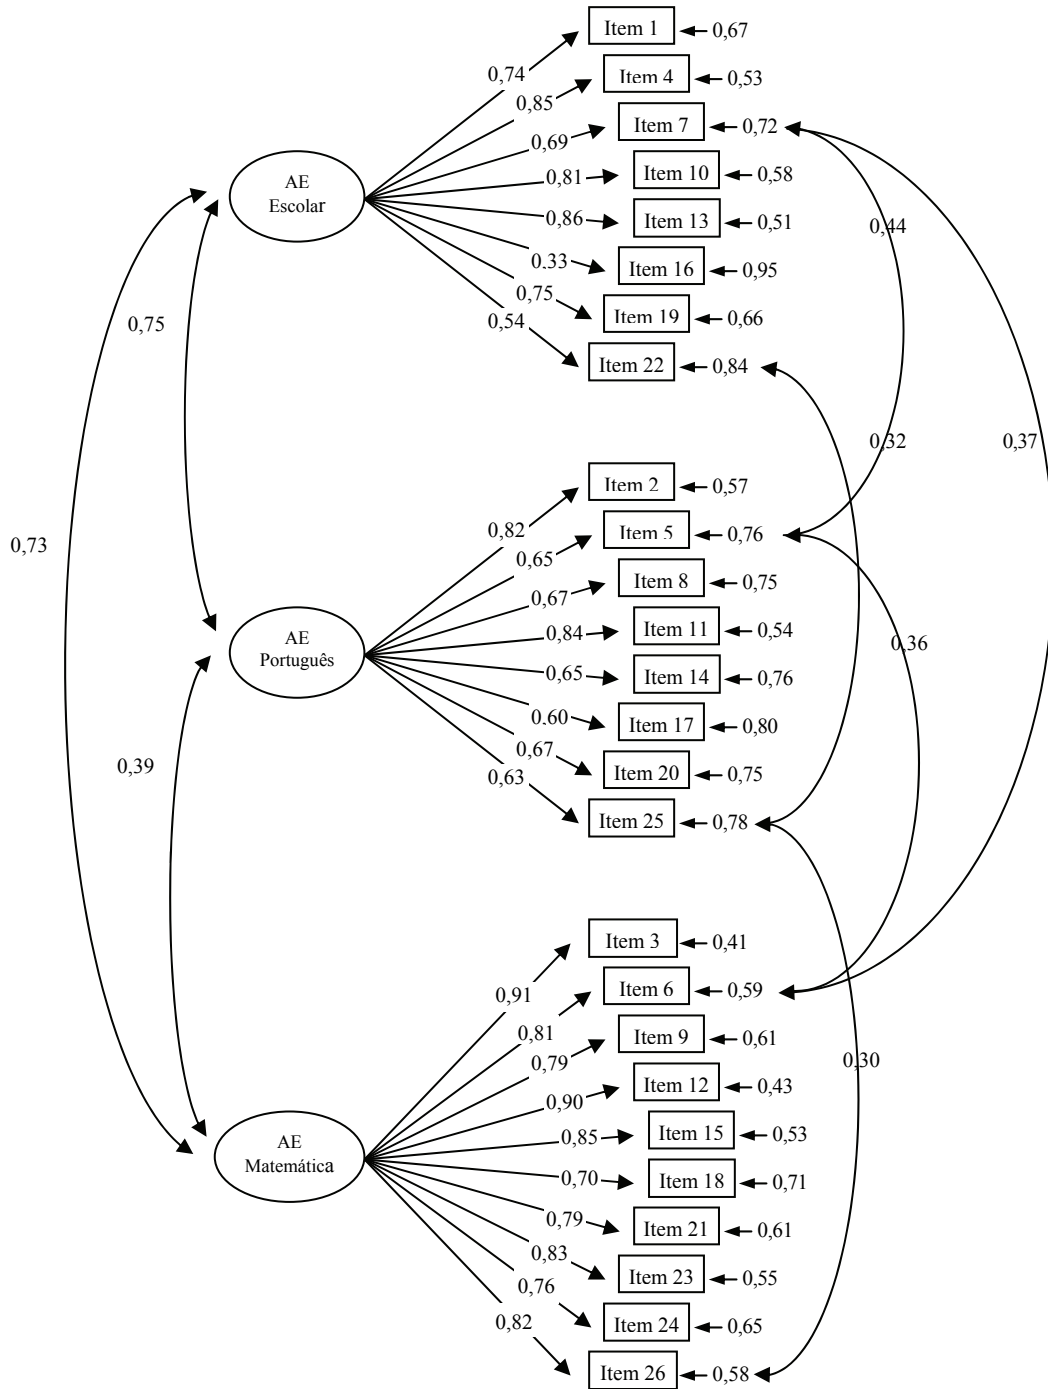 Item 1
0,67
0,74
Item 4
0,53
0,85
Item 7
0,72
0,69
Item 10
0,58
0,81
AE
Escolar
Item 13
0,51
0,86
0,44
Item 16
0,95
0.33
Item 19
0,66
0,75
0,54
0,75
Item 22
0,84
0,32
0,37
Item 2
0,57
0,82
Item 5
0,76
0,73
0,65
Item 8
0,75
0,67
Item 11
0,54
0,84
AE
Português
0,36
Item 14
0,76
0,65
Item 17
0,80
0,60
0,39
Item 20
0,75
0,67
0,63
Item 25
0,78
Item 3
0,41
0,91
Item 6
0,59
0,81
Item 9
0,61
0,79
0,30
Item 12
0,43
0,90
AE
Matemática
Item 15
0,53
0,85
Item 18
0,71
0,70
Item 21
0,61
0,79
Item 23
0,55
0,83
0,76
Item 24
0,65
0,82
Item 26
0,58